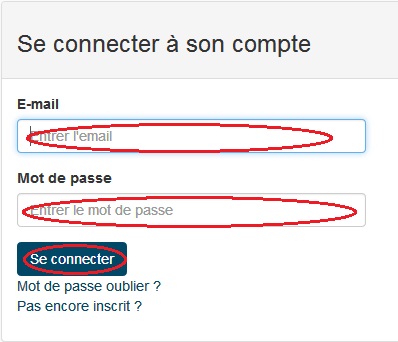 Se connecter à son compte
E-mail
Entrer l'email
Mot de passe
Entrer le mot de passe
Se connecter
Mot de passe oublier ?
Pas encore inscrit ?